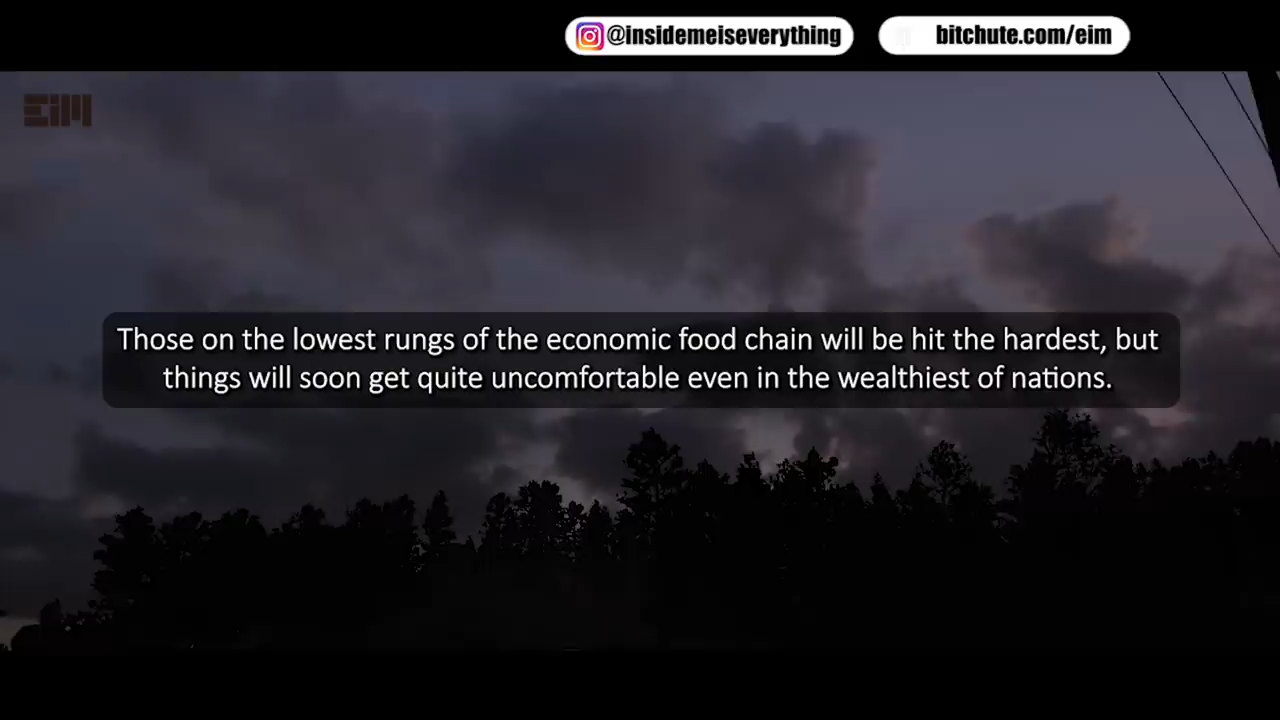 @insidemeiseverything
bitchute.com/eim
EiM
Those on the lowest rungs of the economic food chain will be hit the hardest, but
things will soon get quite uncomfortable even in the wealthiest of nations.